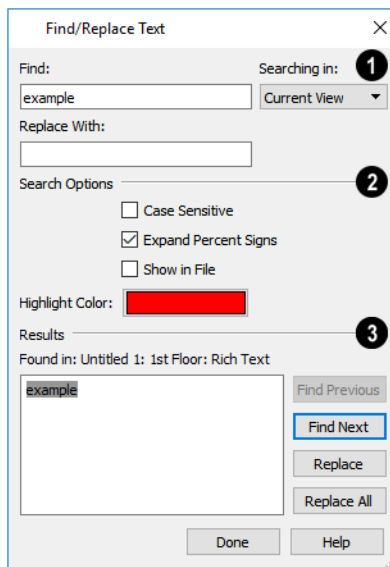 Find/Replace Text
Find:
Searching in: 1
example
Current View
Replace With:
Search Options 2
Case Sensitive
Expand Percent Signs
Show in File
Highlight Color:
Results 3
Found in: Untitled 1: 1st Floor: Rich Text
example
Find Previous
Find Next
Replace
Replace All
Done
Help